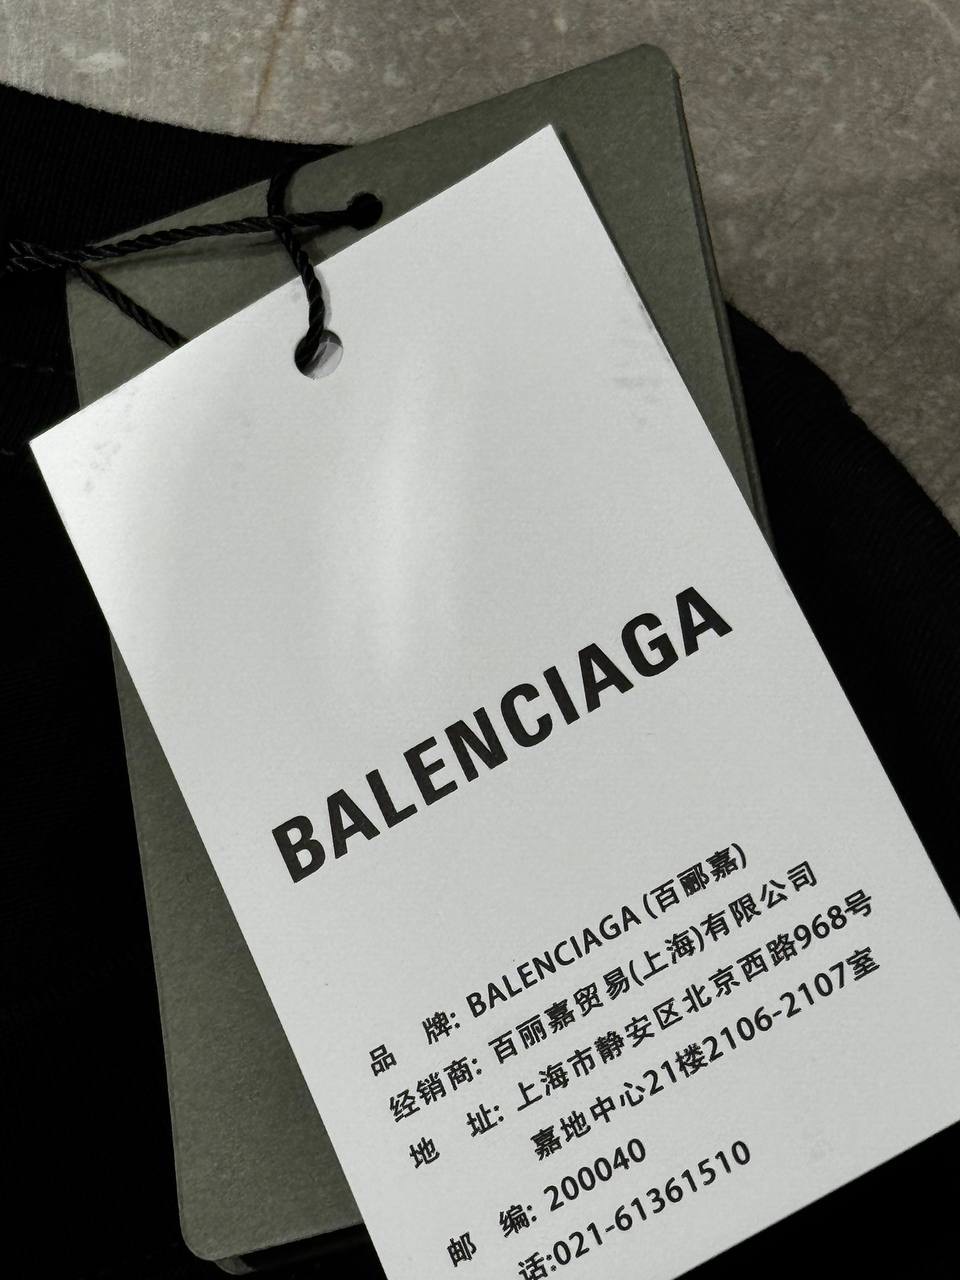 BALENCIAGA
品 牌: BALENCIAGA (百郦嘉)
经销商: 百丽嘉贸易(上海)有限公司
地 址: 上海市静安区北京西路968号
嘉地中心21楼2106-2107室
邮 编: 200040
话:021-61361510